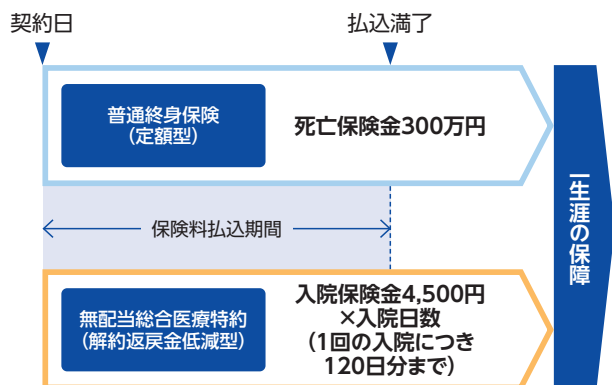 契約日
払込満了
普通終身保険
(定額型)
死亡保険金300万円
保険料払込期間
無配当総合医療特約
(解約返戻金低減型)
入院保険金4,500円
×入院日数
(1回の入院につき
120日分まで)
一生涯の保障